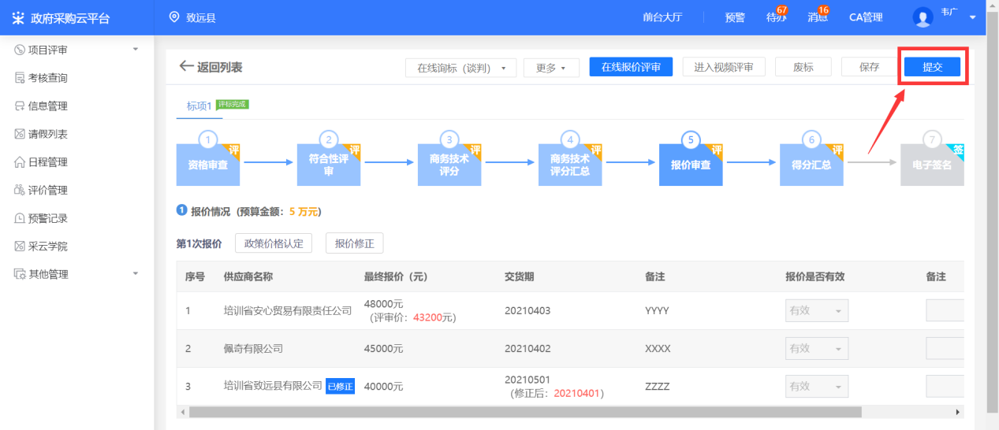 政府采购云平台
致远县
前台大厅
预警
待办
67
消息
16
CA管理
韦广
项目评审
考核查询
信息管理
请假列表
日程管理
评价管理
预警记录
采云学院
其他管理
返回列表
在线询标（谈判）
更多
在线报价评审
进入视频评审
废标
保存
提交
标项1 评标完成
1 评 资格审查
2 评 符合性评
审
3 评 商务技术
评分
4 评 商务技术
评分汇总
5 评 报价审查
6 评 得分汇总
7 签 电子签名
1 报价情况（预算金额：5 万元）
第1次报价 政策价格认定 报价修正
序号 供应商名称 最终报价（元） 交货期 备注 报价是否有效 备注
1 培训省安心贸易有限责任公司 48000元 20210403 YYYY 有效
（评审价：43200元）
2 佩奇有限公司 45000元 20210402 XXXX 有效
3 培训省致远县有限公司 已修正 40000元 20210501 ZZZZ 有效
（修正后：20210401）